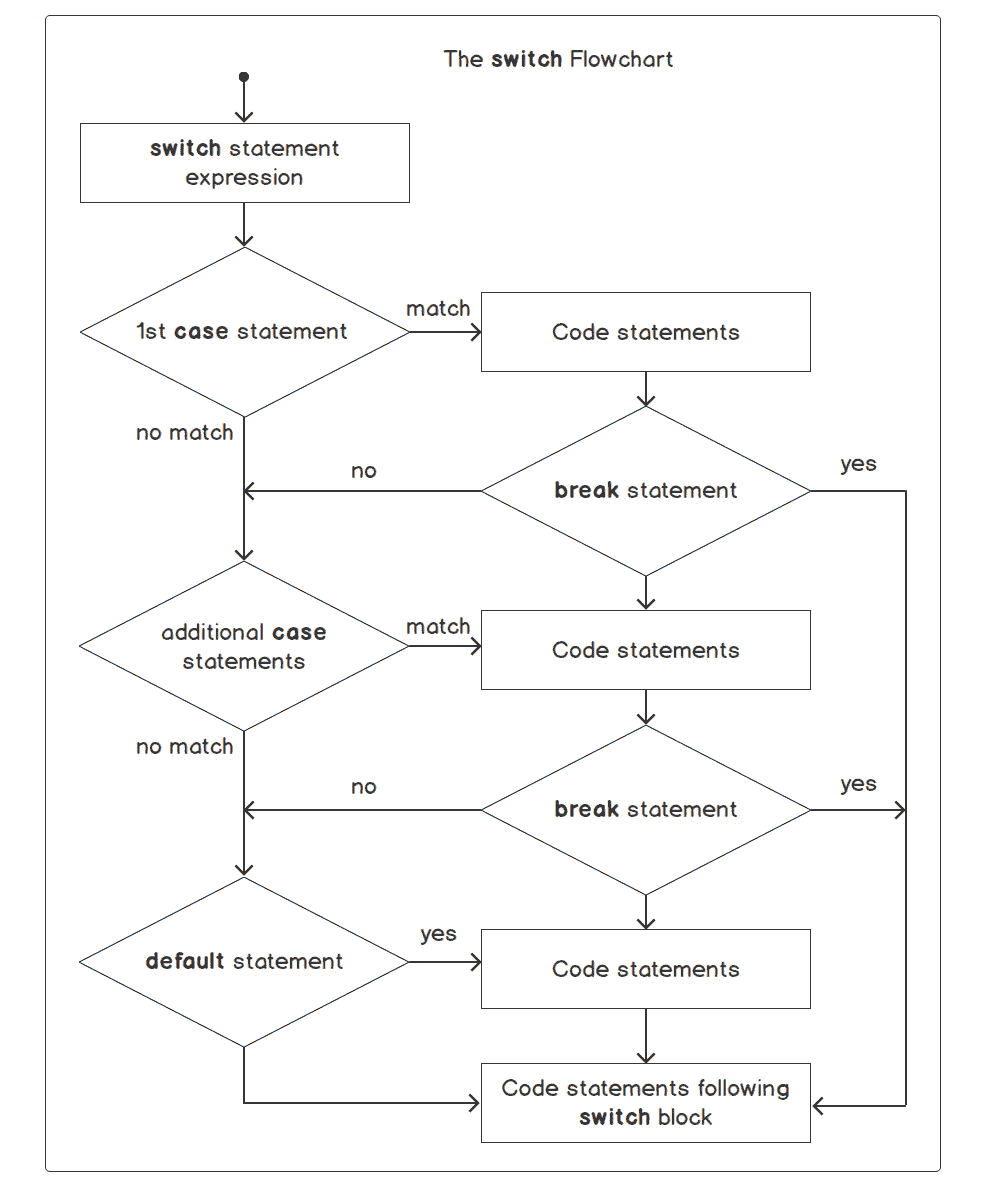 The switch Flowchart
switch statement
expression
1st case statement
match
Code statements
no match
no
break statement
yes
additional case
statements
match
Code statements
no match
no
break statement
yes
default statement
yes
Code statements
Code statements following
switch block